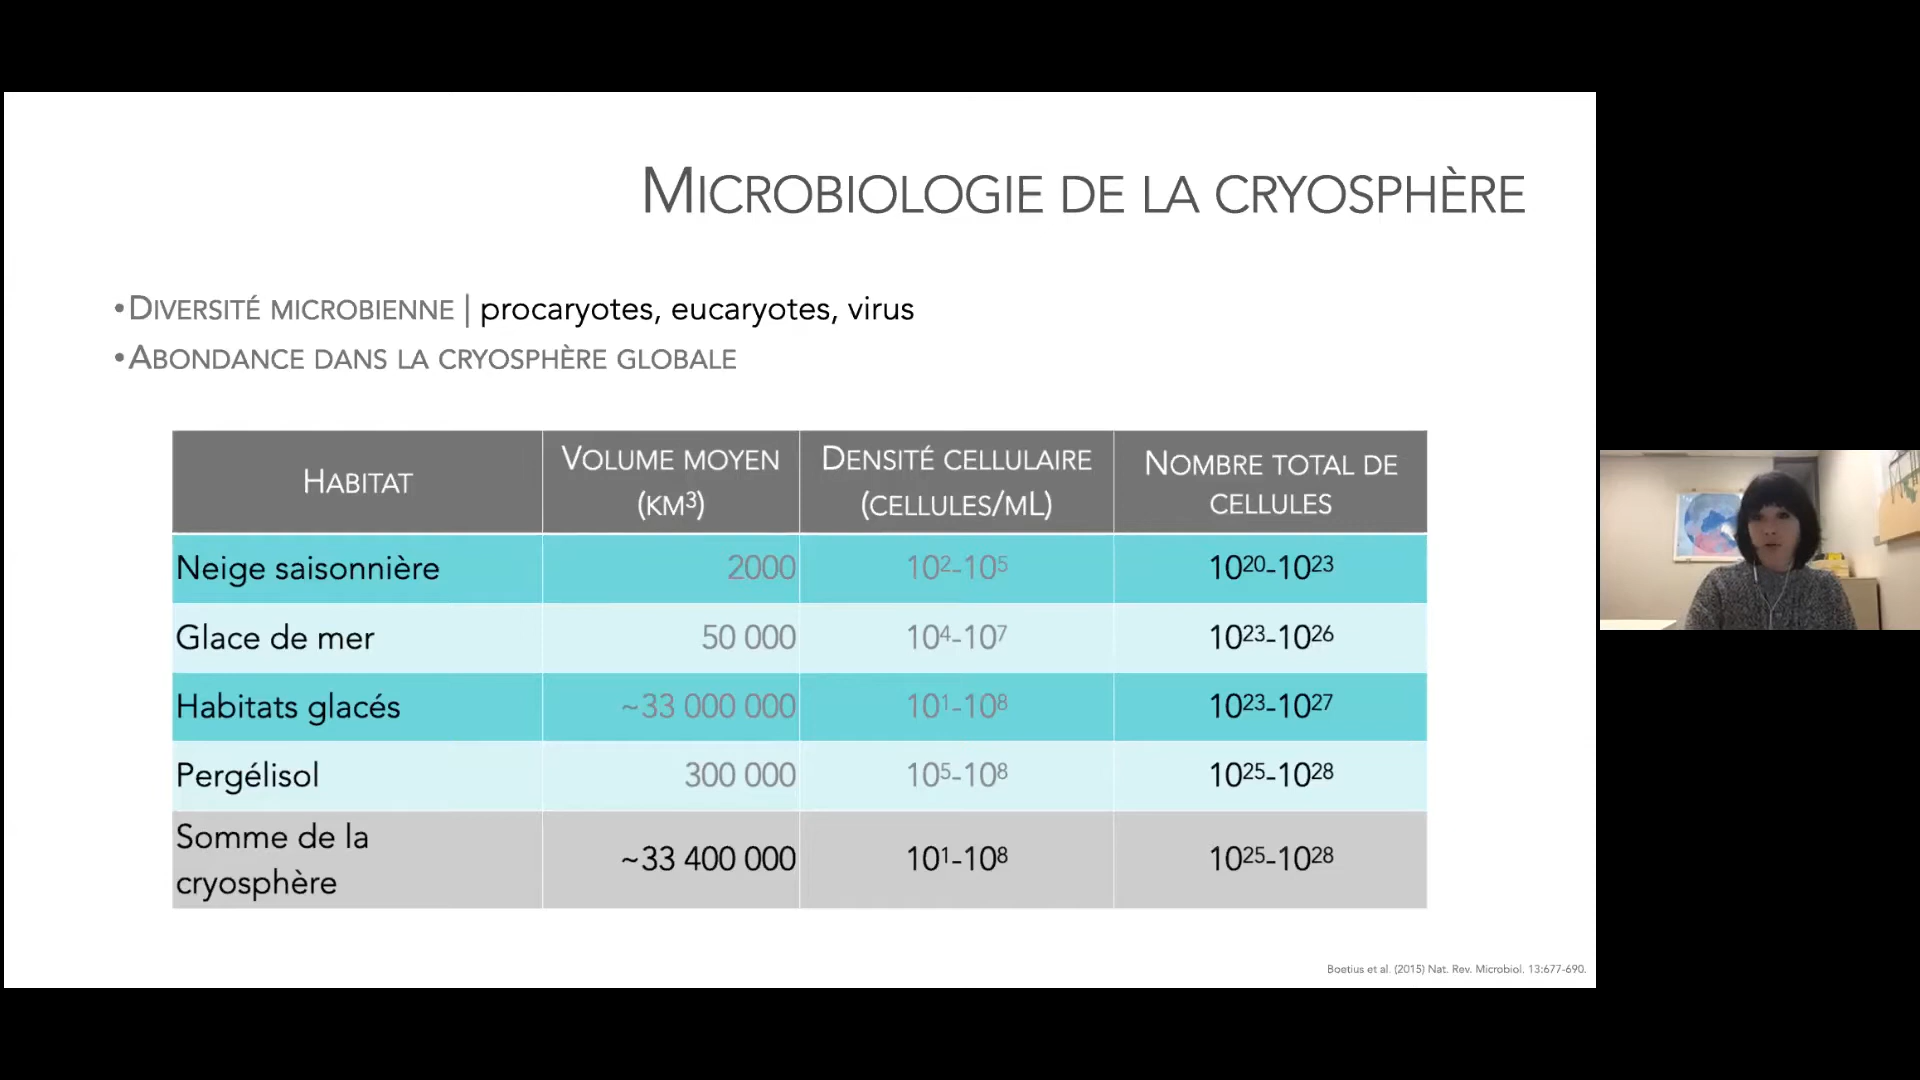 MICROBIOLOGIE DE LA CRYOSPHÈRE
•DIVERSITÉ MICROBIENNE | procaryotes, eucaryotes, virus
•ABONDANCE DANS LA CRYOSPHÈRE GLOBALE
HABITAT
VOLUME MOYEN
(KM³)
DENSITÉ CELLULAIRE
(CELLULES/ML)
NOMBRE TOTAL DE
CELLULES
Neige saisonnière 2000 10²-10⁵ 10²⁰-10²³
Glace de mer 50 000 10⁴-10⁷ 10²³-10²⁶
Habitats glacés ~33 000 000 10¹-10⁸ 10²³-10²⁷
Pergélisol 300 000 10⁵-10⁸ 10²⁵-10²⁸
Somme de la
cryosphère ~33 400 000 10¹-10⁸ 10²⁵-10²⁸
Boetius et al. (2015) Nat. Rev. Microbiol. 13:677-690.